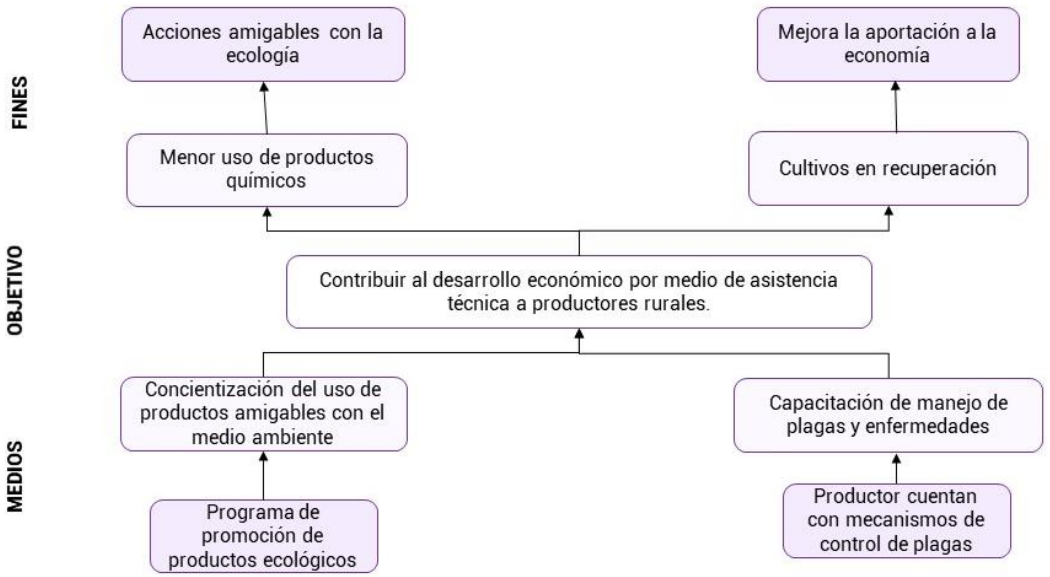 FINES
Acciones amigables con la
ecología
Mejora la aportación a la
economía
Menor uso de productos
químicos
Cultivos en recuperación
OBJETIVO
Contribuir al desarrollo económico por medio de asistencia
técnica a productores rurales.
MEDIOS
Concientización del uso de
productos amigables con el
medio ambiente
Capacitación de manejo de
plagas y enfermedades
Programa de
promoción de
productos ecológicos
Productor cuentan
con mecanismos de
control de plagas